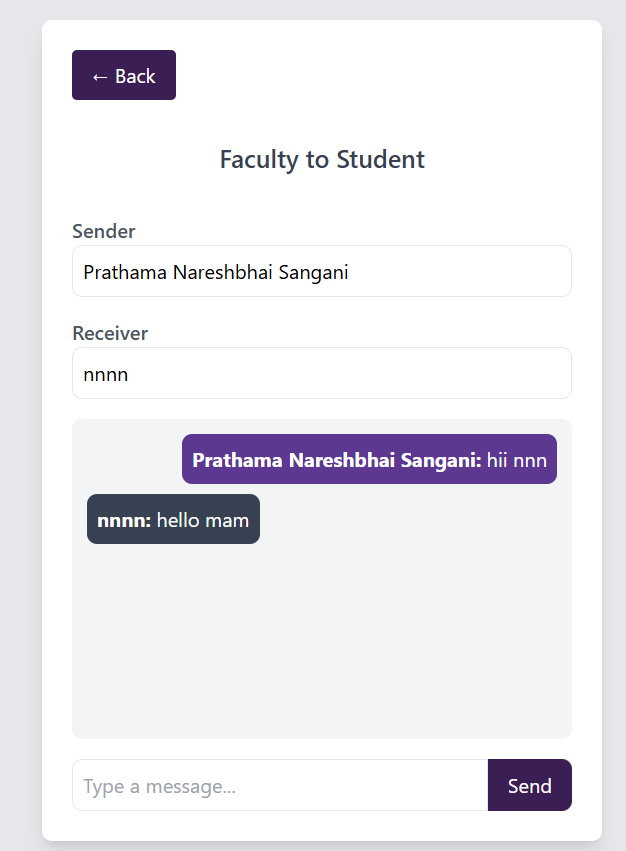 ← Back
Faculty to Student
Sender
Prathama Nareshbhai Sangani
Receiver
nnnn
Prathama Nareshbhai Sangani: hii nnn
nnnn: hello mam
Type a message...
Send